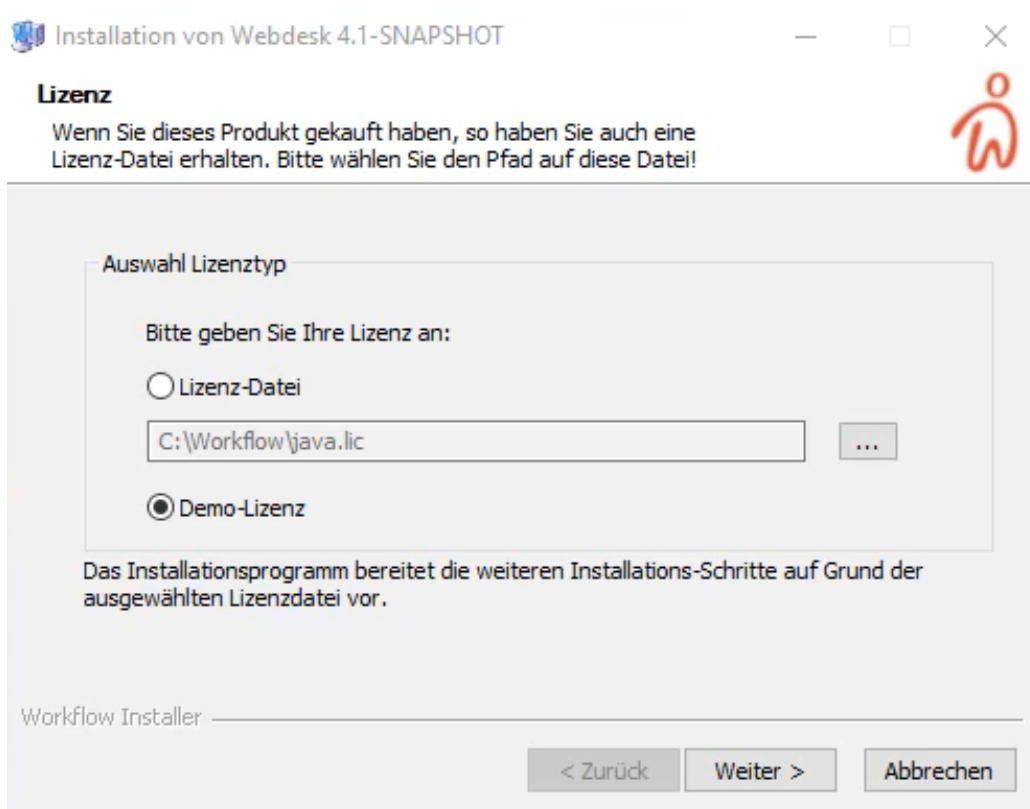 Installation von Webdesk 4.1-SNAPSHOT
Lizenz
Wenn Sie dieses Produkt gekauft haben, so haben Sie auch eine
Lizenz-Datei erhalten. Bitte wählen Sie den Pfad auf diese Datei!
Auswahl Lizenztyp
Bitte geben Sie Ihre Lizenz an:
Lizenz-Datei
C:\Workflow\java.lic
...
Demo-Lizenz
Das Installationsprogramm bereitet die weiteren Installations-Schritte auf Grund der
ausgewählten Lizenzdatei vor.
Workflow Installer
< Zurück Weiter > Abbrechen